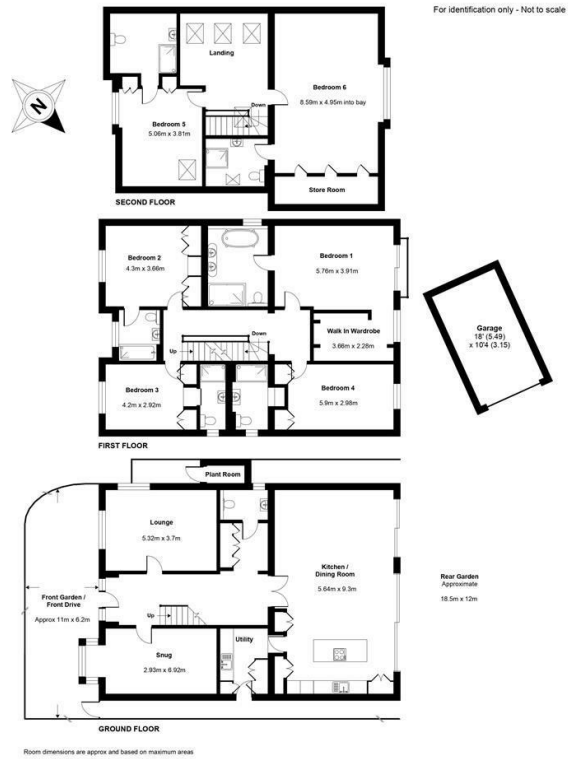 For identification only - Not to scale
N
Landing
Bedroom 6
8.59m x 4.95m into bay
Down
Bedroom 5
5.06m x 3.81m
Store Room
SECOND FLOOR
Bedroom 2
4.3m x 3.66m
Bedroom 1
5.76m x 3.91m
Walk In Wardrobe
3.66m x 2.28m
Down
Up
Bedroom 3
4.2m x 2.92m
Bedroom 4
5.9m x 2.98m
FIRST FLOOR
Garage
18' (5.49)
x 10'4 (3.15)
Plant Room
Lounge
5.32m x 3.7m
Kitchen /
Dining Room
5.64m x 9.3m
Rear Garden
Approximate
18.5m x 12m
Front Garden /
Front Drive
Approx 11m x 6.2m
Up
Snug
2.93m x 6.92m
Utility
GROUND FLOOR
Room dimensions are approx and based on maximum areas